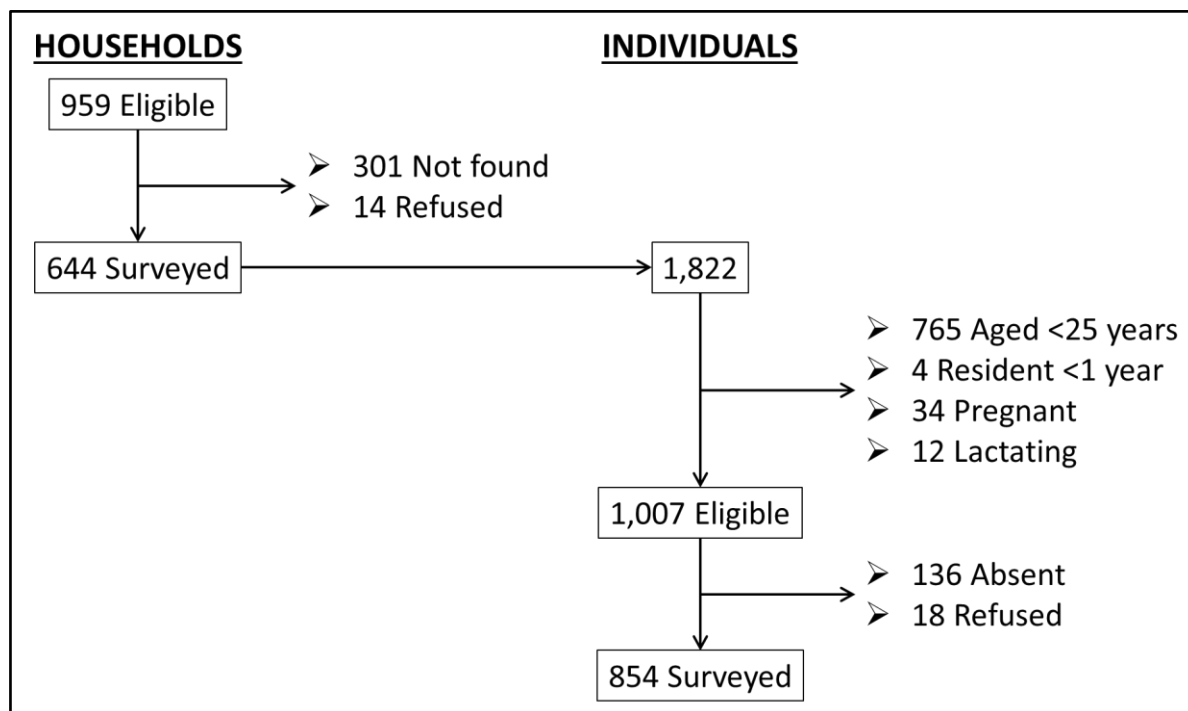 HOUSEHOLDS
959 Eligible
➢ 301 Not found
➢ 14 Refused
644 Surveyed
INDIVIDUALS
1,822
➢ 765 Aged <25 years
➢ 4 Resident <1 year
➢ 34 Pregnant
➢ 12 Lactating
1,007 Eligible
➢ 136 Absent
➢ 18 Refused
854 Surveyed